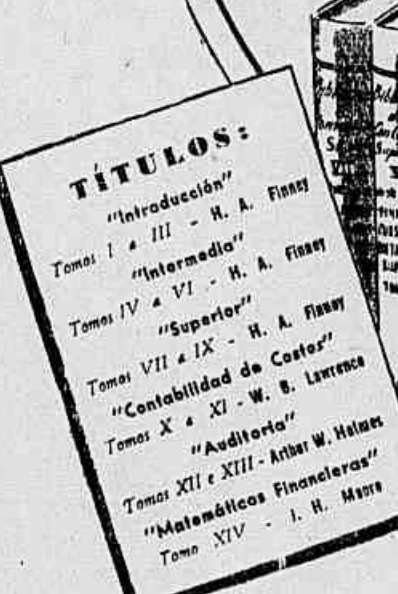 TÍTULOS:
"Introducción"
Tomos I a III - H. A. Finney
"Intermedia"
Tomos IV a VI - H. A. Finney
"Superior"
Tomos VII a IX - H. A. Finney
"Contabilidad de Costos"
Tomos X a XI - W. B. Lawrence
"Auditoria"
Tomos XII e XIII - Arthur W. Holmes
"Matemáticas Financieras"
Tomo XIV - J. H. Moore